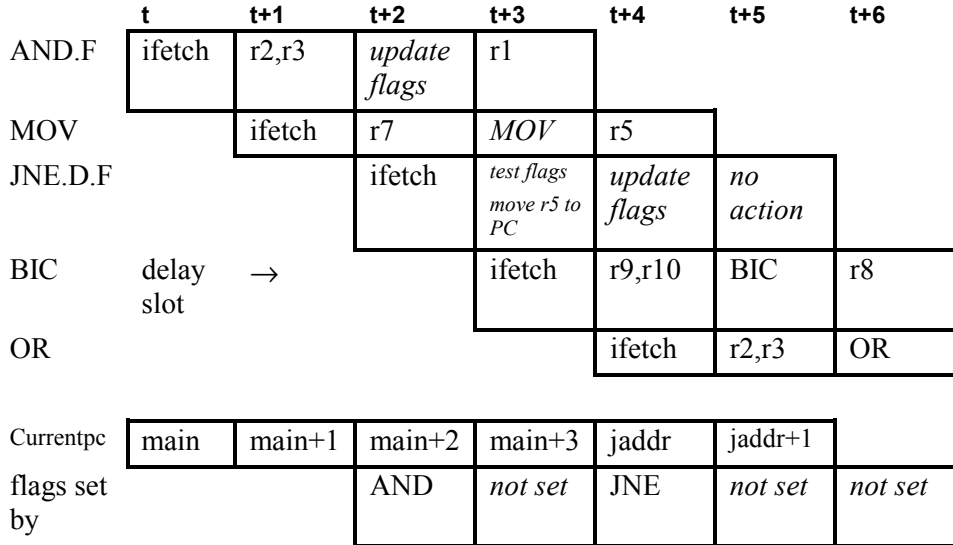 t t+1 t+2 t+3 t+4 t+5 t+6
AND.F ifetch r2,r3 update r1
flags
MOV ifetch r7 MOV r5
JNE.D.F ifetch test flags update no
move r5 to flags action
PC
BIC delay → ifetch r9,r10 BIC r8
slot
OR ifetch r2,r3 OR
Currentpc main main+1 main+2 main+3 jaddr jaddr+1
flags set AND not set JNE not set not set
by